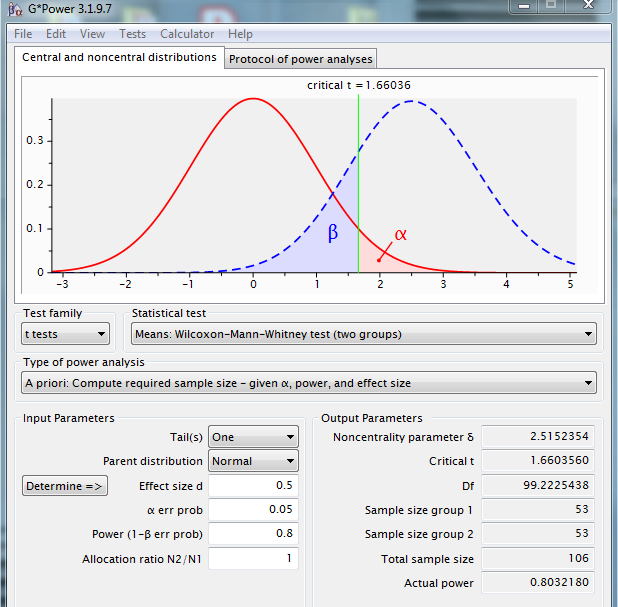 G*Power 3.1.9.7
File Edit View Tests Calculator Help
Central and noncentral distributions Protocol of power analyses
critical t = 1.66036
0.3
0.2
0.1
0
β
α
-3 -2 -1 0 1 2 3 4 5
Test family
t tests
Statistical test
Means: Wilcoxon-Mann-Whitney test (two groups)
Type of power analysis
A priori: Compute required sample size - given α, power, and effect size
Input Parameters
Tail(s) One
Parent distribution Normal
Determine => Effect size d 0.5
α err prob 0.05
Power (1-β err prob) 0.8
Allocation ratio N2/N1 1
Output Parameters
Noncentrality parameter δ 2.5152354
Critical t 1.6603560
Df 99.2225438
Sample size group 1 53
Sample size group 2 53
Total sample size 106
Actual power 0.8032180